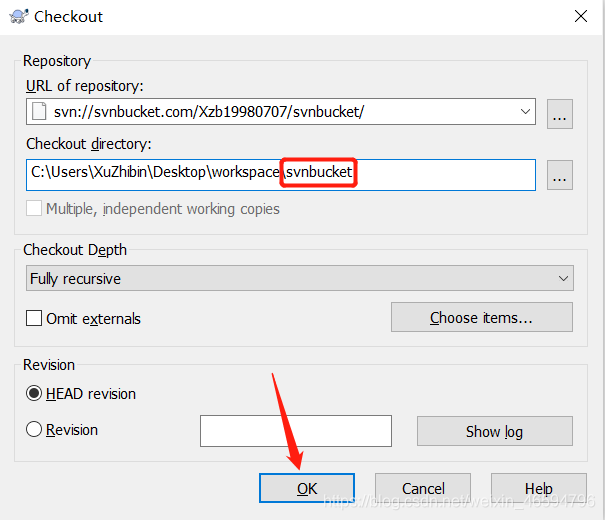 Checkout
Repository
URL of repository:
svn://svnbucket.com/Xzb19980707/svnbucket/
...
Checkout directory:
C:\Users\XuZhibin\Desktop\workspace\svnbucket
...
Multiple, independent working copies
Checkout Depth
Fully recursive
Omit externals
Choose items...
Revision
HEAD revision
Revision
Show log
OK
Cancel
Help
https://blog.csdn.net/weixin_46594796